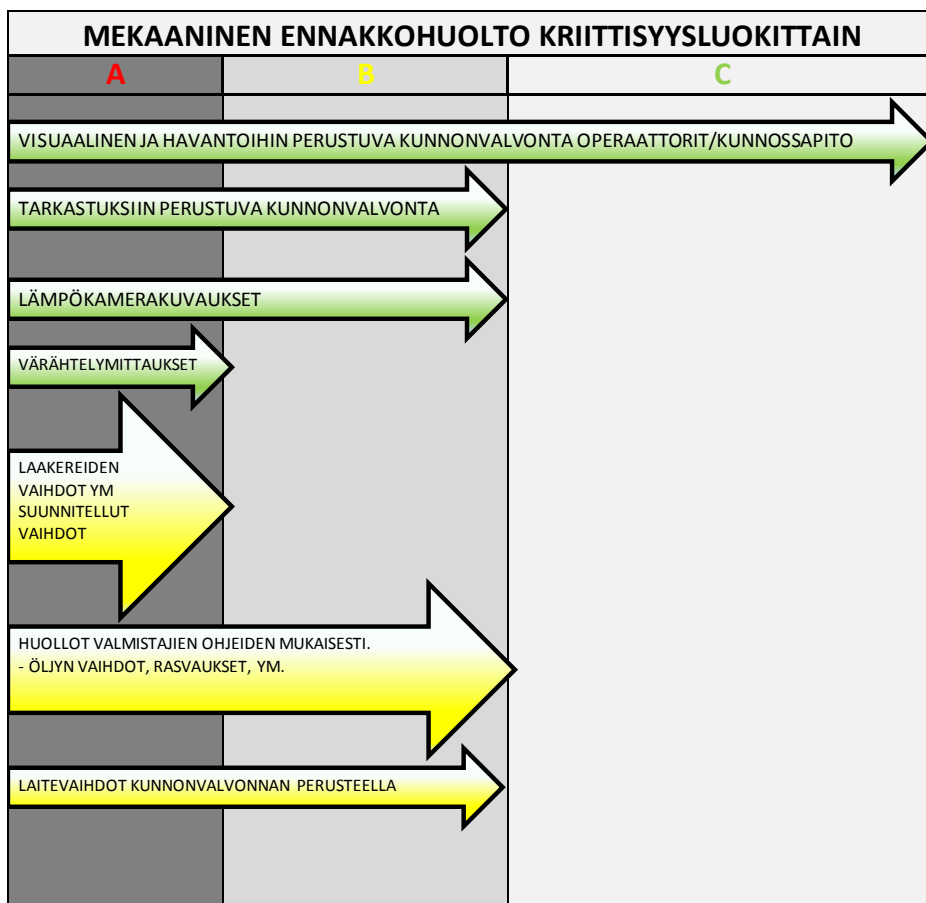 MEKAANINEN ENNAKKOHUOLTO KRIITTISYYSLUOKITTAIN
A B C
VISUAALINEN JA HAVANTOIHIN PERUSTUVA KUNNONVALVONTA OPERAATTORIT/KUNNOSSAPITO
TARKASTUKSIIN PERUSTUVA KUNNONVALVONTA
LÄMPÖKAMERAKUVAUKSET
VÄRÄHTELYMITTAUKSET
LAAKEREIDEN
VAIHDOT YM
SUUNNITELLUT
VAIHDOT
HUOLLOT VALMISTAJIEN OHJEIDEN MUKAISESTI.
- ÖLJYN VAIHDOT, RASVAUKSET, YM.
LAITEVAIHDOT KUNNONVALVONNAN PERUSTEELLA